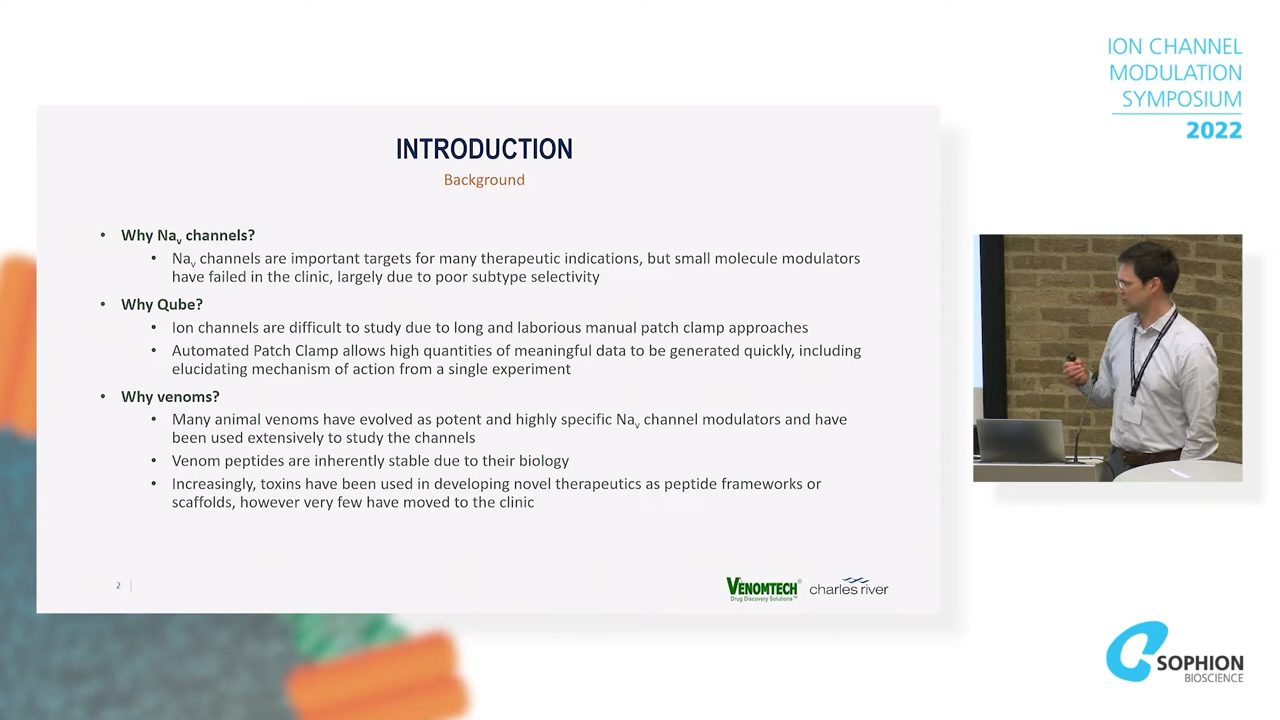 ION CHANNEL
MODULATION
SYMPOSIUM
2022
INTRODUCTION
Background
• Why Nav channels?
• Nav channels are important targets for many therapeutic indications, but small molecule modulators
have failed in the clinic, largely due to poor subtype selectivity
• Why Qube?
• Ion channels are difficult to study due to long and laborious manual patch clamp approaches
• Automated Patch Clamp allows high quantities of meaningful data to be generated quickly, including
elucidating mechanism of action from a single experiment
• Why venoms?
• Many animal venoms have evolved as potent and highly specific Nav channel modulators and have
been used extensively to study the channels
• Venom peptides are inherently stable due to their biology
• Increasingly, toxins have been used in developing novel therapeutics as peptide frameworks or
scaffolds, however very few have moved to the clinic
2
VENOMTECH®
Drug Discovery Solutions™
charles river
SOPHION
BIOSCIENCE